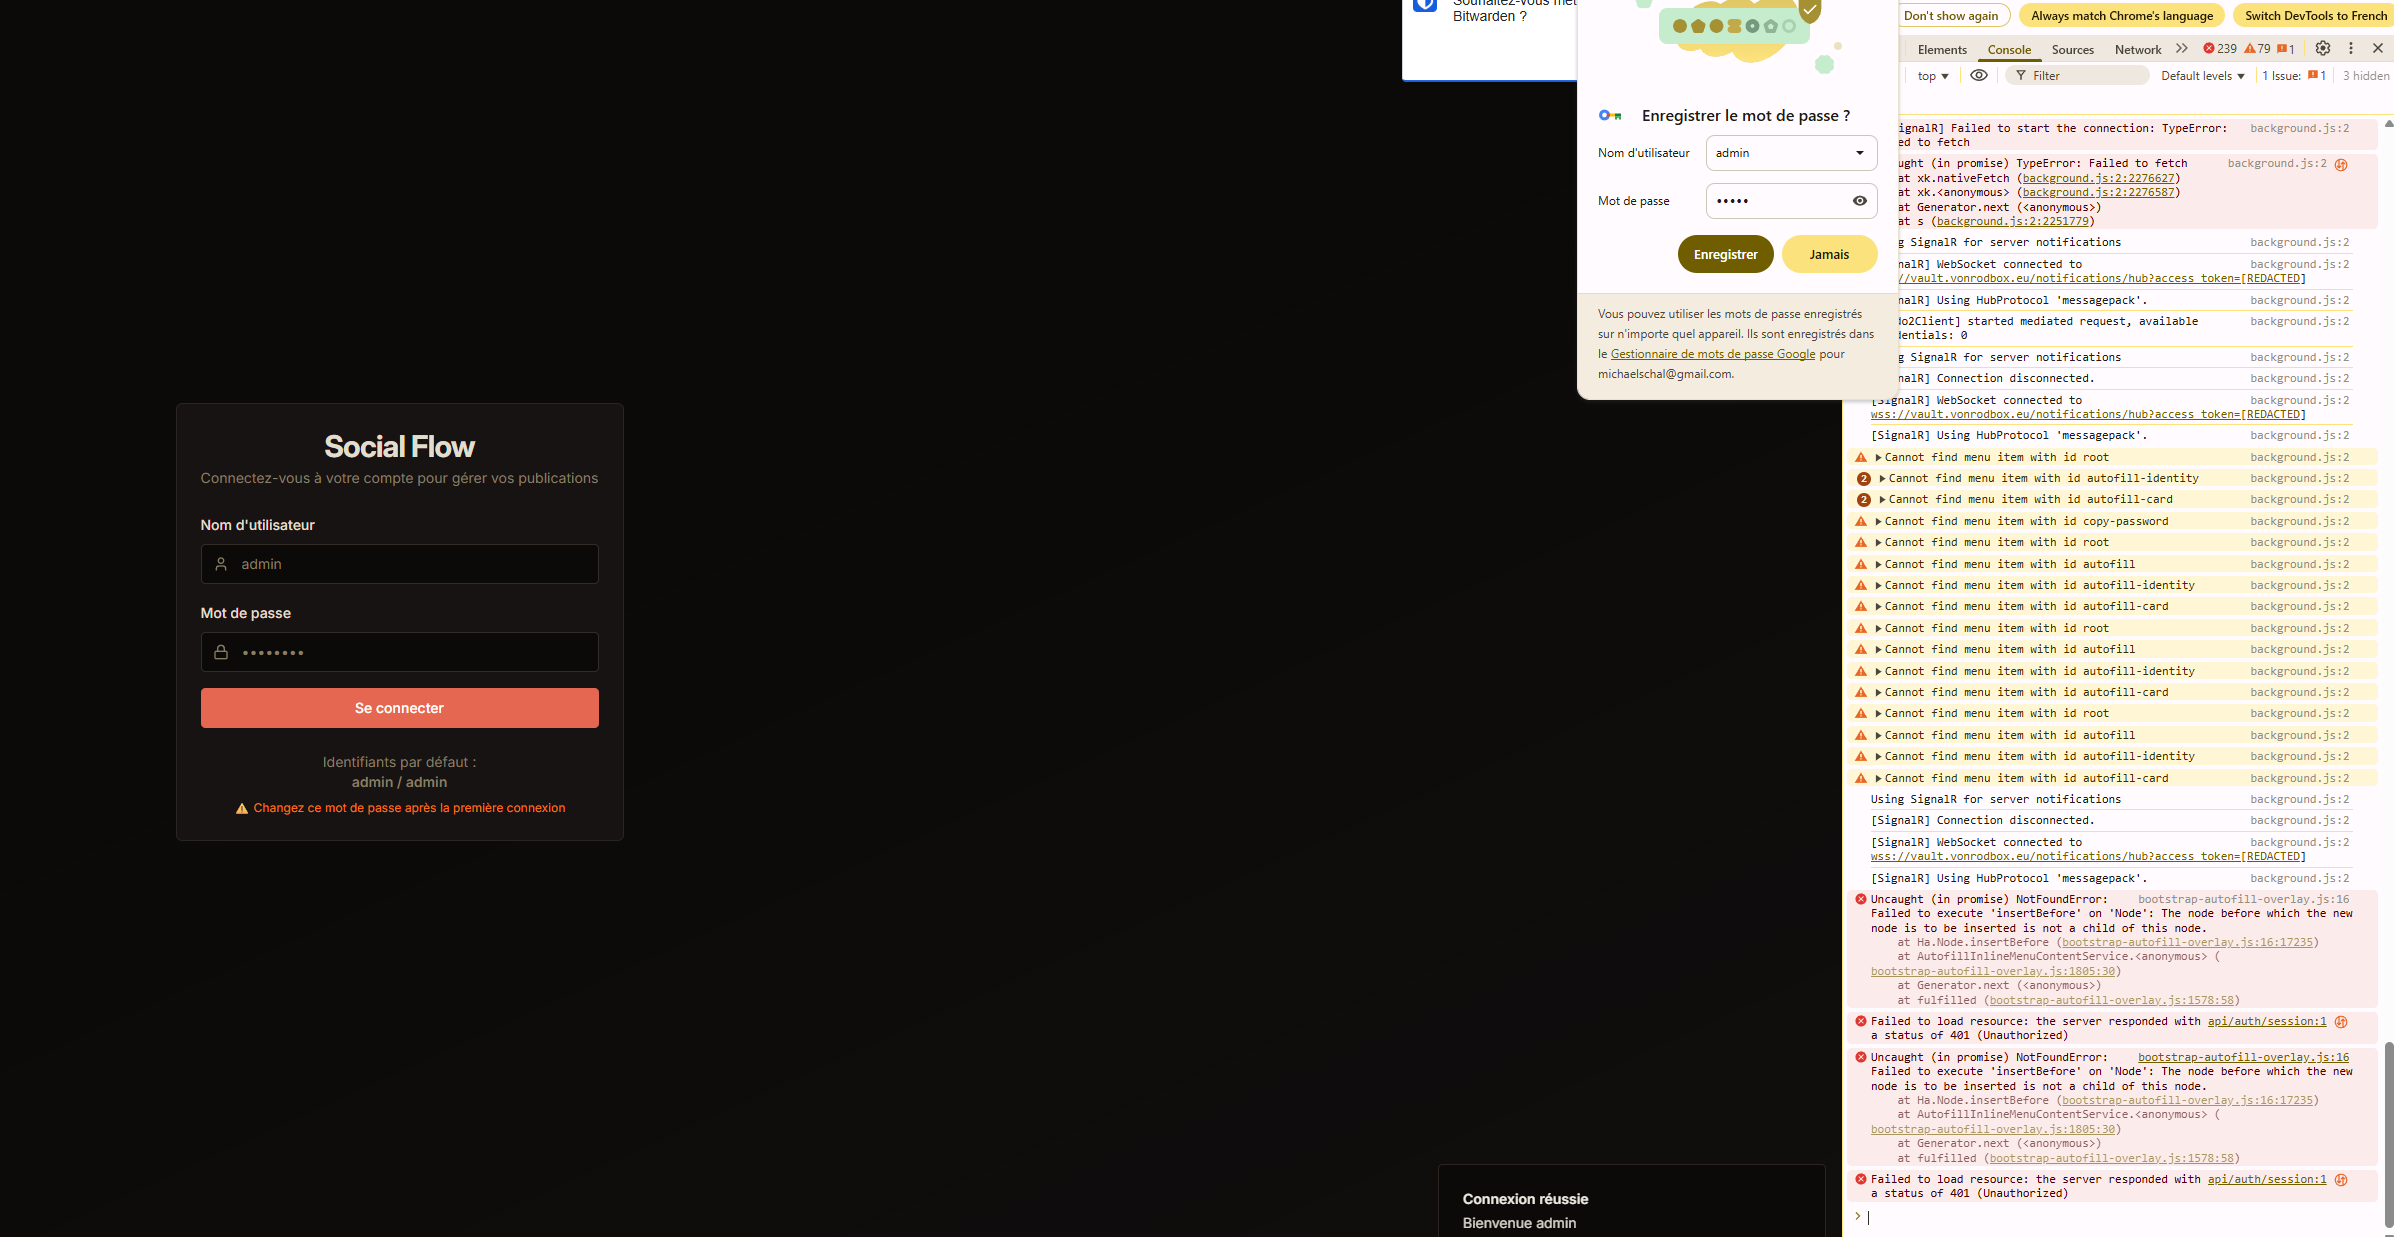 Souhaitez-vous met
Bitwarden ?
Enregistrer le mot de passe ?
Nom d'utilisateur
admin
Mot de passe
•••••
Enregistrer
Jamais
Vous pouvez utiliser les mots de passe enregistrés
sur n'importe quel appareil. Ils sont enregistrés dans
le Gestionnaire de mots de passe Google pour
michaelschal@gmail.com.
Social Flow
Connectez-vous à votre compte pour gérer vos publications
Nom d'utilisateur
admin
Mot de passe
••••••••
Se connecter
Identifiants par défaut :
admin / admin
Changez ce mot de passe après la première connexion
Connexion réussie
Bienvenue admin
Don't show again
Always match Chrome's language
Switch DevTools to French
Elements
Console
Sources
Network
239
79
1
top
Filter
Default levels
1 Issue: 1
3 hidden
ignalR] Failed to start the connection: TypeError: background.js:2
ed to fetch
ught (in promise) TypeError: Failed to fetch background.js:2
at xk.nativeFetch (background.js:2:2276627)
at xk.<anonymous> (background.js:2:2276587)
at Generator.next (<anonymous>)
at s (background.js:2:2251779)
g SignalR for server notifications background.js:2
nalR] WebSocket connected to background.js:2
//vault.vonrodbox.eu/notifications/hub?access_token=[REDACTED]
nalR] Using HubProtocol 'messagepack'. background.js:2
do2Client] started mediated request, available background.js:2
dentials: 0
g SignalR for server notifications background.js:2
nalR] Connection disconnected. background.js:2
[SignalR] WebSocket connected to background.js:2
wss://vault.vonrodbox.eu/notifications/hub?access_token=[REDACTED]
[SignalR] Using HubProtocol 'messagepack'. background.js:2
Cannot find menu item with id root background.js:2
2 Cannot find menu item with id autofill-identity background.js:2
2 Cannot find menu item with id autofill-card background.js:2
Cannot find menu item with id copy-password background.js:2
Cannot find menu item with id root background.js:2
Cannot find menu item with id autofill background.js:2
Cannot find menu item with id autofill-identity background.js:2
Cannot find menu item with id autofill-card background.js:2
Cannot find menu item with id root background.js:2
Cannot find menu item with id autofill background.js:2
Cannot find menu item with id autofill-identity background.js:2
Cannot find menu item with id autofill-card background.js:2
Cannot find menu item with id root background.js:2
Cannot find menu item with id autofill background.js:2
Cannot find menu item with id autofill-identity background.js:2
Cannot find menu item with id autofill-card background.js:2
Using SignalR for server notifications background.js:2
[SignalR] Connection disconnected. background.js:2
[SignalR] WebSocket connected to background.js:2
wss://vault.vonrodbox.eu/notifications/hub?access_token=[REDACTED]
[SignalR] Using HubProtocol 'messagepack'. background.js:2
Uncaught (in promise) NotFoundError: bootstrap-autofill-overlay.js:16
Failed to execute 'insertBefore' on 'Node': The node before which the new
node is to be inserted is not a child of this node.
at Ha.Node.insertBefore (bootstrap-autofill-overlay.js:16:17235)
at AutofillInlineMenuContentService.<anonymous> (
bootstrap-autofill-overlay.js:1805:30)
at Generator.next (<anonymous>)
at fulfilled (bootstrap-autofill-overlay.js:1578:58)
Failed to load resource: the server responded with api/auth/session:1
a status of 401 (Unauthorized)
Uncaught (in promise) NotFoundError: bootstrap-autofill-overlay.js:16
Failed to execute 'insertBefore' on 'Node': The node before which the new
node is to be inserted is not a child of this node.
at Ha.Node.insertBefore (bootstrap-autofill-overlay.js:16:17235)
at AutofillInlineMenuContentService.<anonymous> (
bootstrap-autofill-overlay.js:1805:30)
at Generator.next (<anonymous>)
at fulfilled (bootstrap-autofill-overlay.js:1578:58)
Failed to load resource: the server responded with api/auth/session:1
a status of 401 (Unauthorized)